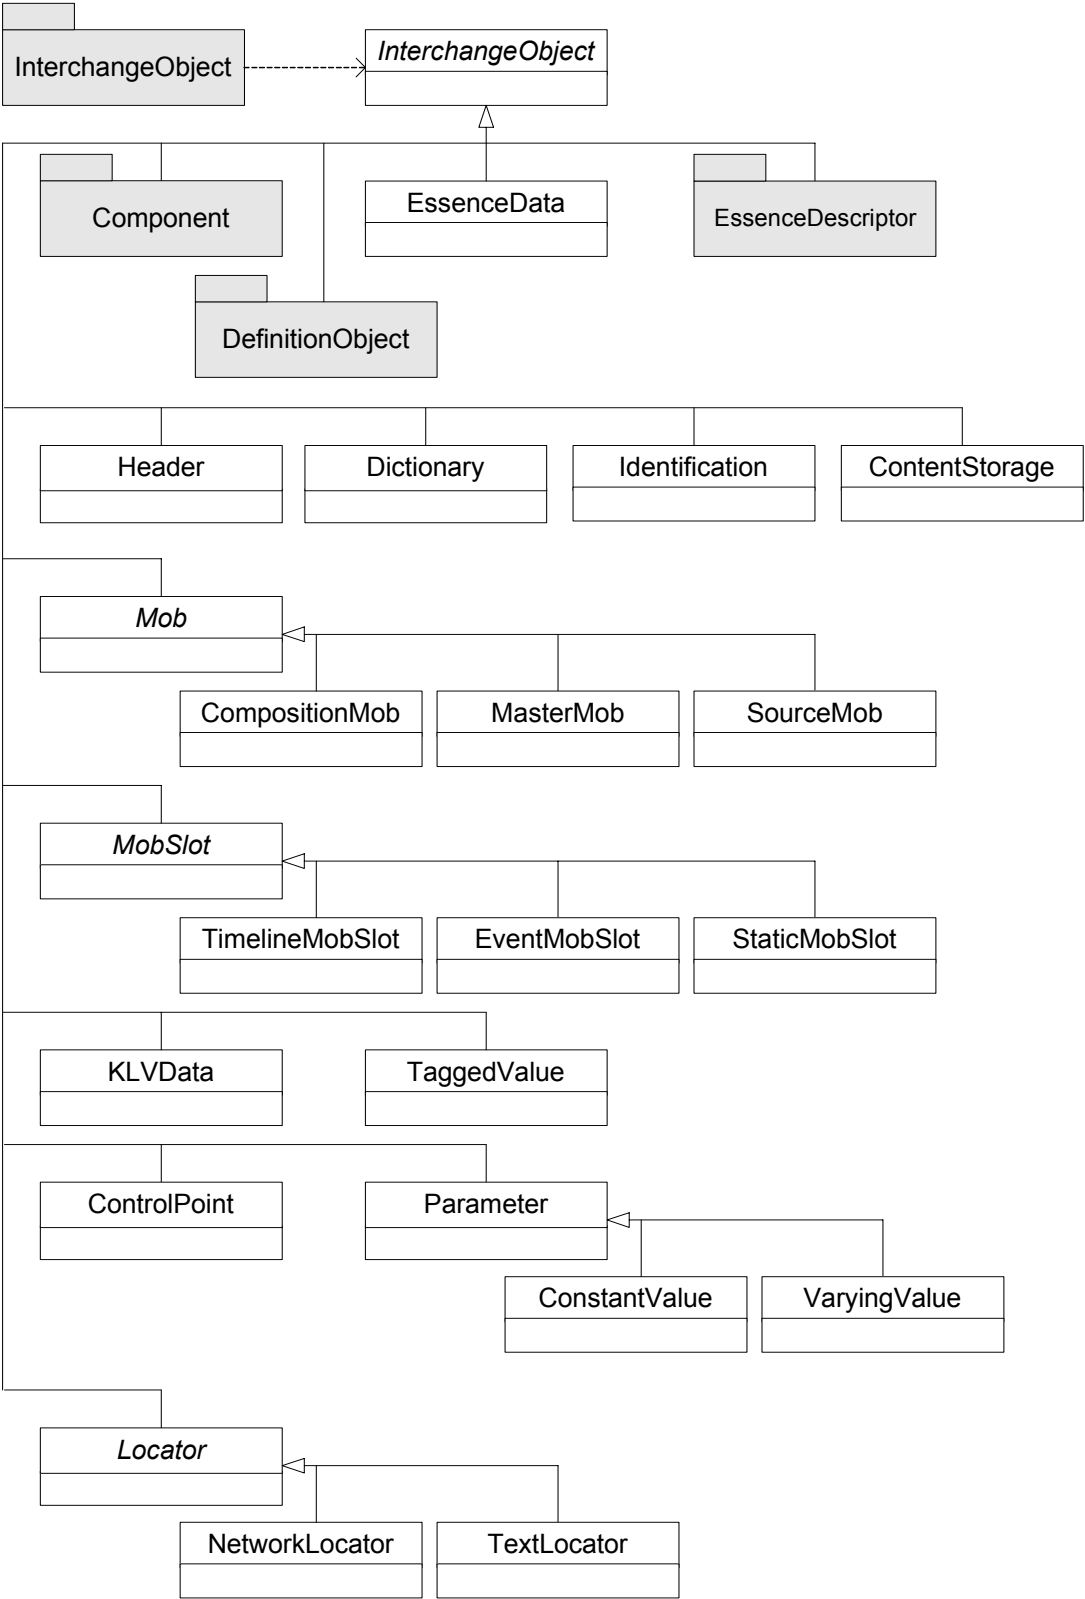 InterchangeObject
InterchangeObject
Component
EssenceData
EssenceDescriptor
DefinitionObject
Header
Dictionary
Identification
ContentStorage
Mob
CompositionMob
MasterMob
SourceMob
MobSlot
TimelineMobSlot
EventMobSlot
StaticMobSlot
KLVData
TaggedValue
ControlPoint
Parameter
ConstantValue
VaryingValue
Locator
NetworkLocator
TextLocator